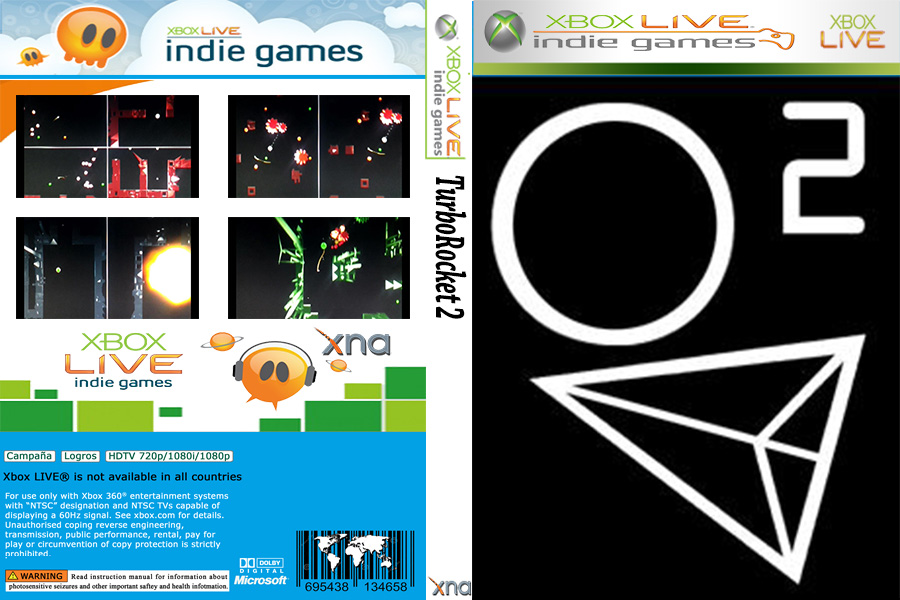 XBOX LIVE
indie games
XBOX LIVE
indie games
xna
Campaña Logros HDTV 720p/1080i/1080p
Xbox LIVE® is not available in all countries
For use only with Xbox 360® entertainment systems
with “NTSC” designation and NTSC TVs capable of
displaying a 60Hz signal. See xbox.com for details.
Unauthorised coping reverse engineering,
transmission, public performance, rental, pay for
play or circumvention of copy protection is strictly
prohibited.
WARNING Read instruction manual for information about
photosensitive seizures and other important saftey and health infotmation.
DOLBY
DIGITAL
Microsoft®
695438 134658
XBOX LIVE
indie games
TurboRocket 2
xna
XBOX LIVE™
indie games
XBOX
LIVE
2